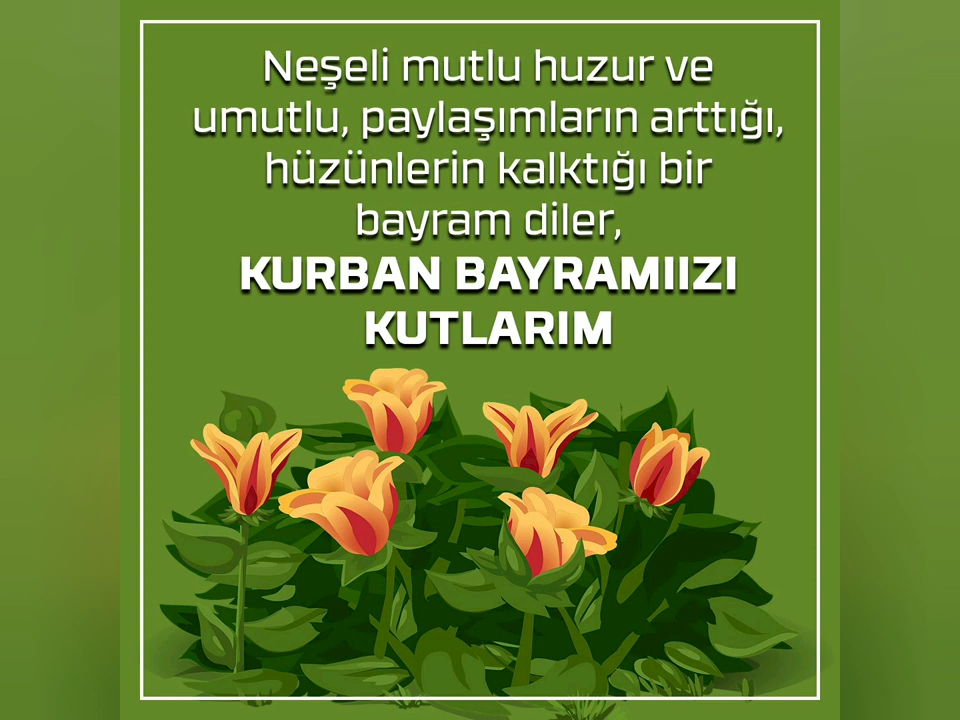 Neşeli mutlu huzur ve
umutlu, paylaşımların arttığı,
hüzünlerin kalktığı bir
bayram diler,
KURBAN BAYRAMIIZI
KUTLARIM